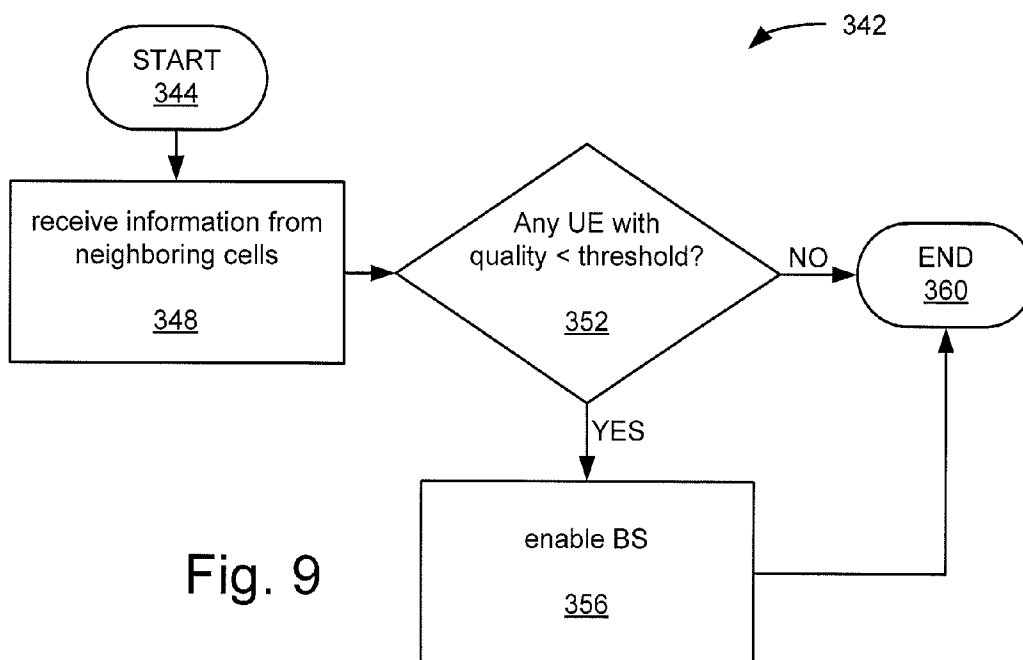 342
START
344
receive information from
neighboring cells
348
Any UE with
quality < threshold?
352
NO
END
360
YES
enable BS
356
Fig. 9